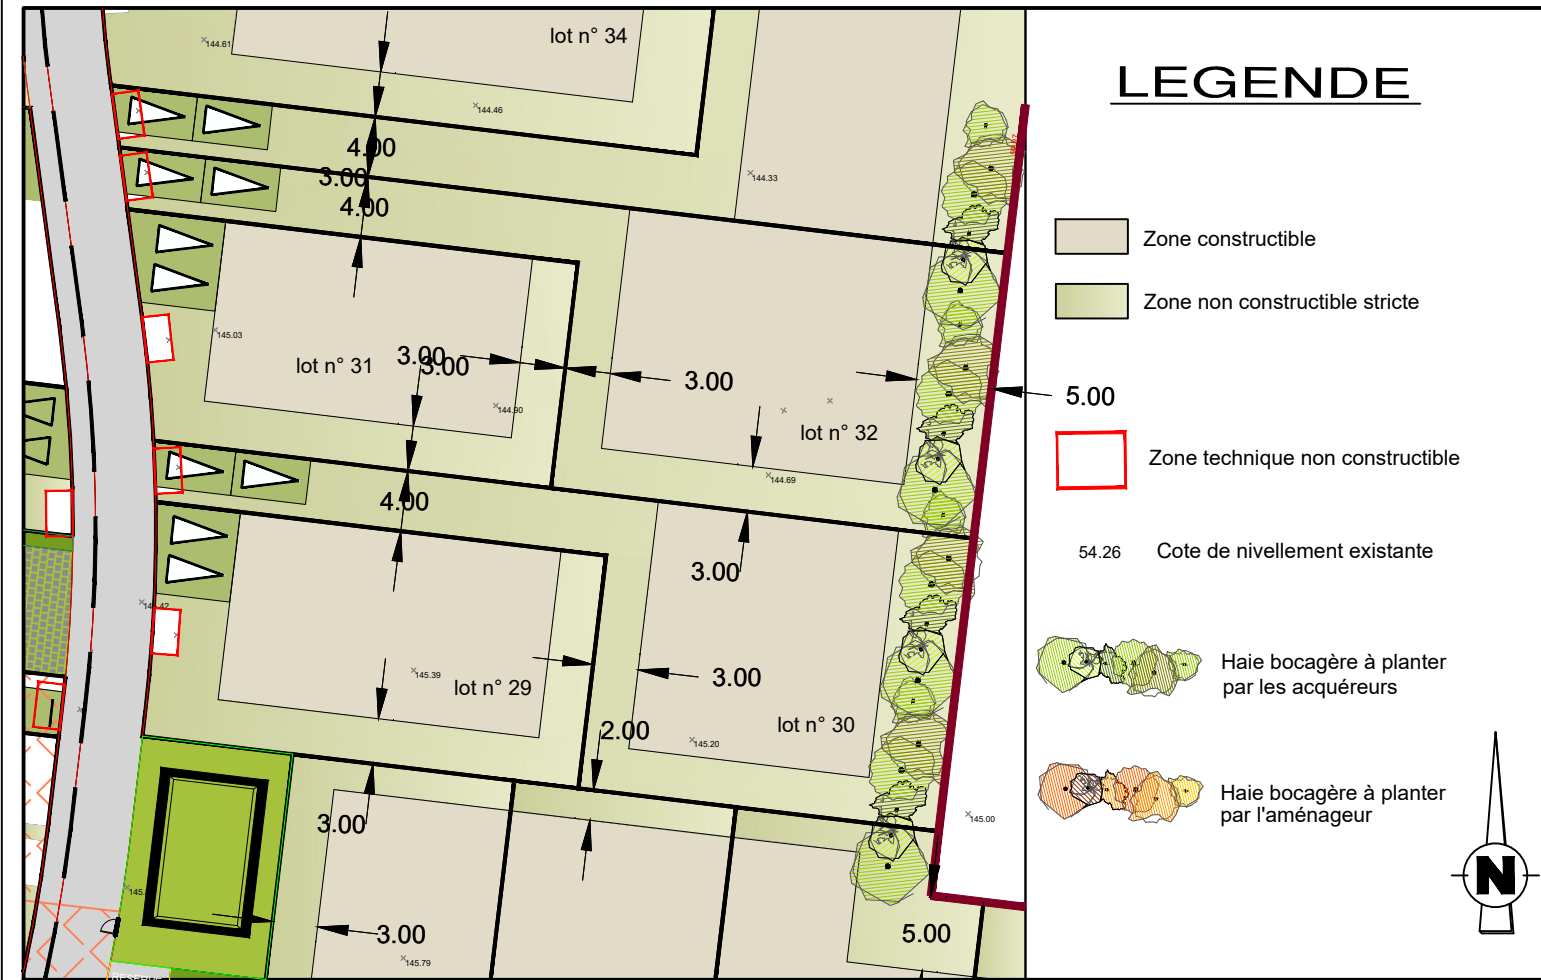 144.61
lot n° 34
144.46
4.00
3.00
4.00
144.33
145.03
lot n° 31
3.00
3.00
3.00
144.90
lot n° 32
5.00
144.69
4.00
3.00
145.39
lot n° 29
3.00
2.00
lot n° 30
145.20
145.00
3.00
3.00
145.79
5.00
RESERVE
LEGENDE
Zone constructible
Zone non constructible stricte
Zone technique non constructible
54.26 Cote de nivellement existante
Haie bocagère à planter
par les acquéreurs
Haie bocagère à planter
par l'aménageur
N